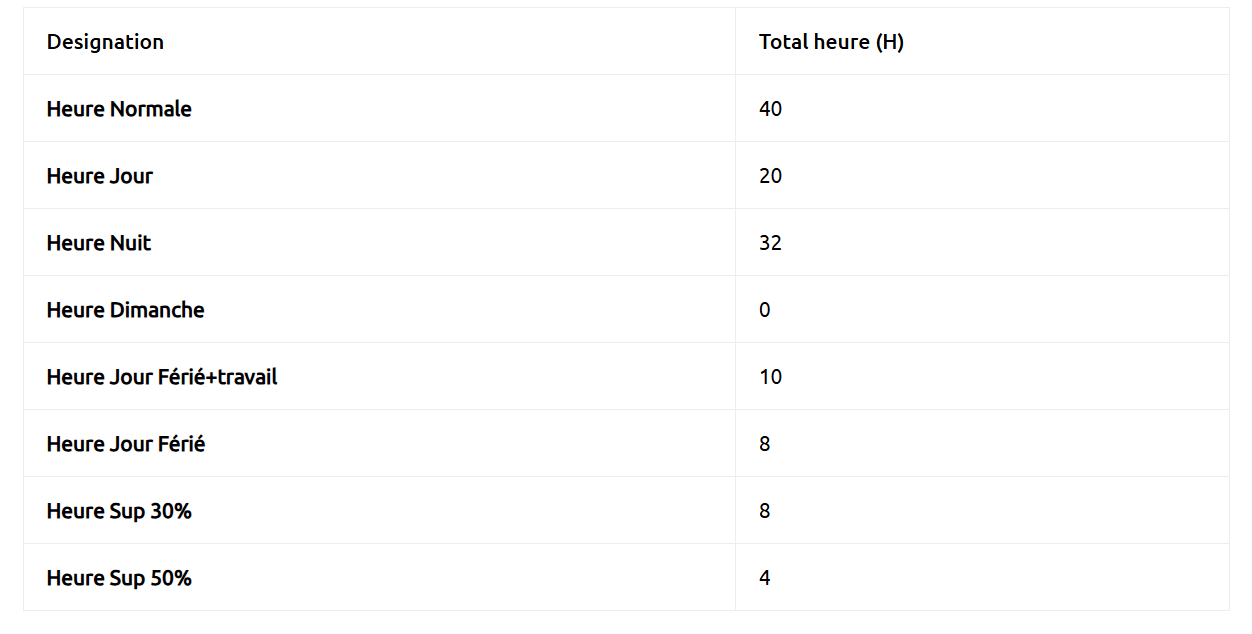 Designation Total heure (H)
Heure Normale 40
Heure Jour 20
Heure Nuit 32
Heure Dimanche 0
Heure Jour Férié+travail 10
Heure Jour Férié 8
Heure Sup 30% 8
Heure Sup 50% 4